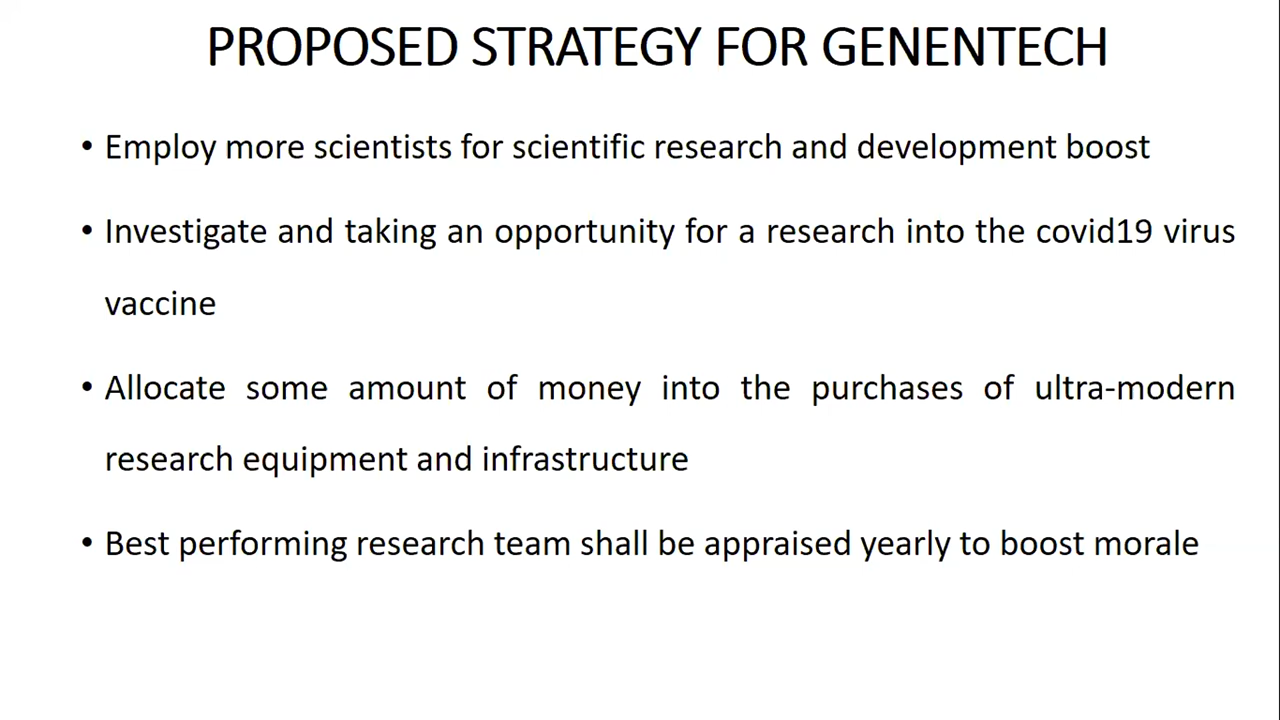 PROPOSED STRATEGY FOR GENENTECH
• Employ more scientists for scientific research and development boost
• Investigate and taking an opportunity for a research into the covid19 virus
vaccine
• Allocate some amount of money into the purchases of ultra-modern
research equipment and infrastructure
• Best performing research team shall be appraised yearly to boost morale